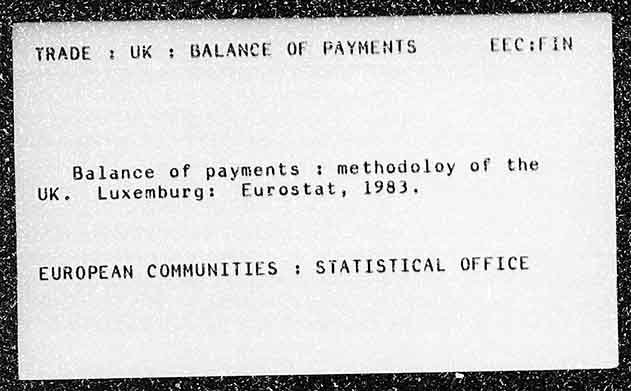 TRADE : UK : BALANCE OF PAYMENTS EEC:FIN
Balance of payments : methodoloy of the
UK. Luxemburg: Eurostat, 1983.
EUROPEAN COMMUNITIES : STATISTICAL OFFICE